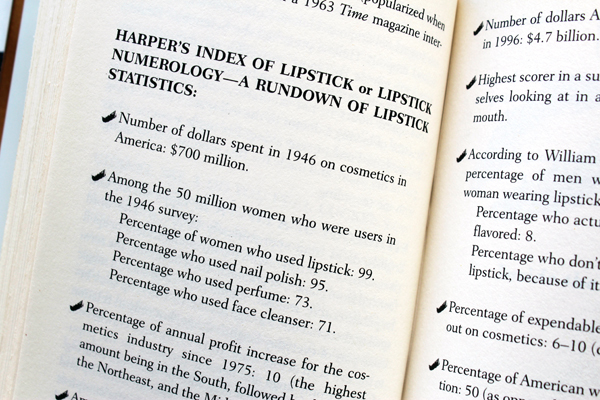 popularized when
a 1963 Time magazine inter-
HARPER'S INDEX OF LIPSTICK or LIPSTICK
NUMEROLOGY—A RUNDOWN OF LIPSTICK
STATISTICS:
Number of dollars spent in 1946 on cosmetics in
America: $700 million.
Among the 50 million women who were users in
the 1946 survey:
Percentage of women who used lipstick: 99.
Percentage who used nail polish: 95.
Percentage who used perfume: 73.
Percentage who used face cleanser: 71.
Percentage of annual profit increase for the cos-
metics industry since 1975: 10 (the highest
amount being in the South, followed
the Northeast, and the
Number of dollars
in 1996: $4.7 billion.
Highest scorer in a
selves looking at in a
mouth.
According to William
percentage of men
woman wearing lipstick
Percentage who
flavored: 8.
Percentage who don't
lipstick, because of
Percentage of expendable
out on cosmetics: 6–10
Percentage of American
tion: 50 (as